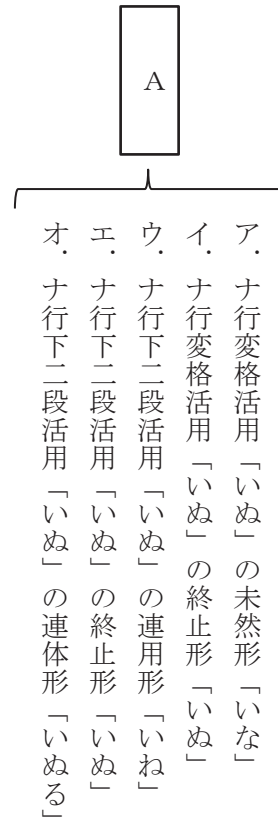 A
ア．ナ行変格活用「いぬ」の未然形「いな」
イ．ナ行変格活用「いぬ」の終止形「いぬ」
ウ．ナ行下二段活用「いぬ」の連用形「いね」
エ．ナ行下二段活用「いぬ」の終止形「いぬ」
オ．ナ行下二段活用「いぬ」の連体形「いぬる」